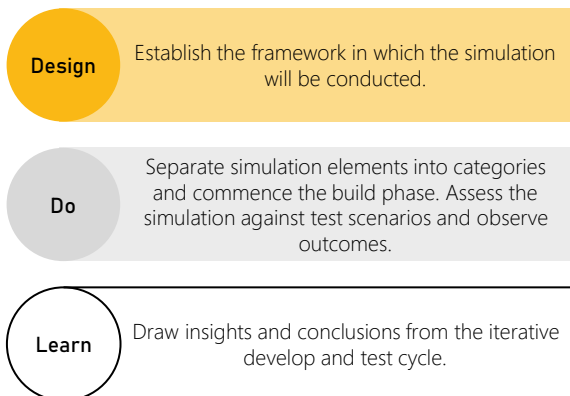 Design
Establish the framework in which the simulation
will be conducted.
Do
Separate simulation elements into categories
and commence the build phase. Assess the
simulation against test scenarios and observe
outcomes.
Learn
Draw insights and conclusions from the iterative
develop and test cycle.